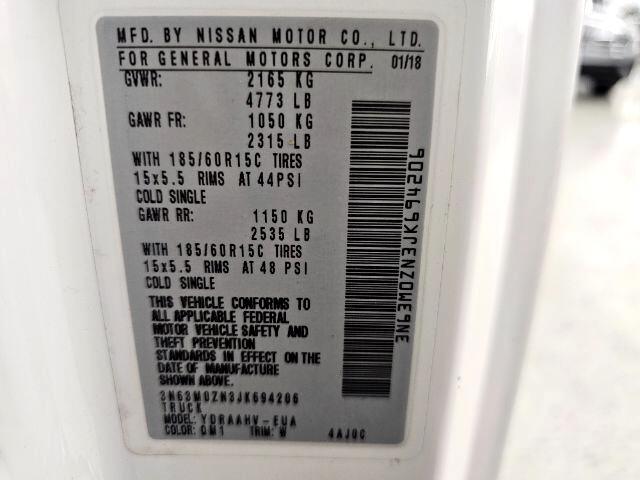 MFD. BY NISSAN MOTOR CO., LTD.
FOR GENERAL MOTORS CORP. 01/18
GVWR: 2165 KG
4773 LB
GAWR FR: 1050 KG
2315 LB
WITH 185/60R15C TIRES
15x5.5 RIMS AT 44PSI
COLD SINGLE
GAWR RR: 1150 KG
2535 LB
WITH 185/60R15C TIRES
15x5.5 RIMS AT 48 PSI
COLD SINGLE
THIS VEHICLE CONFORMS TO
ALL APPLICABLE FEDERAL
MOTOR VEHICLE SAFETY AND
THEFT PREVENTION
STANDARDS IN EFFECT ON THE
DATE OF MANUFACTURE
SHOWN ABOVE.
3N63M0ZN3JK694206
TRUCK
MODEL: YDRAAHV-EUA
COLOR: QM1 TRIM: W 4AJ0C
3N63M0ZN3JK694206